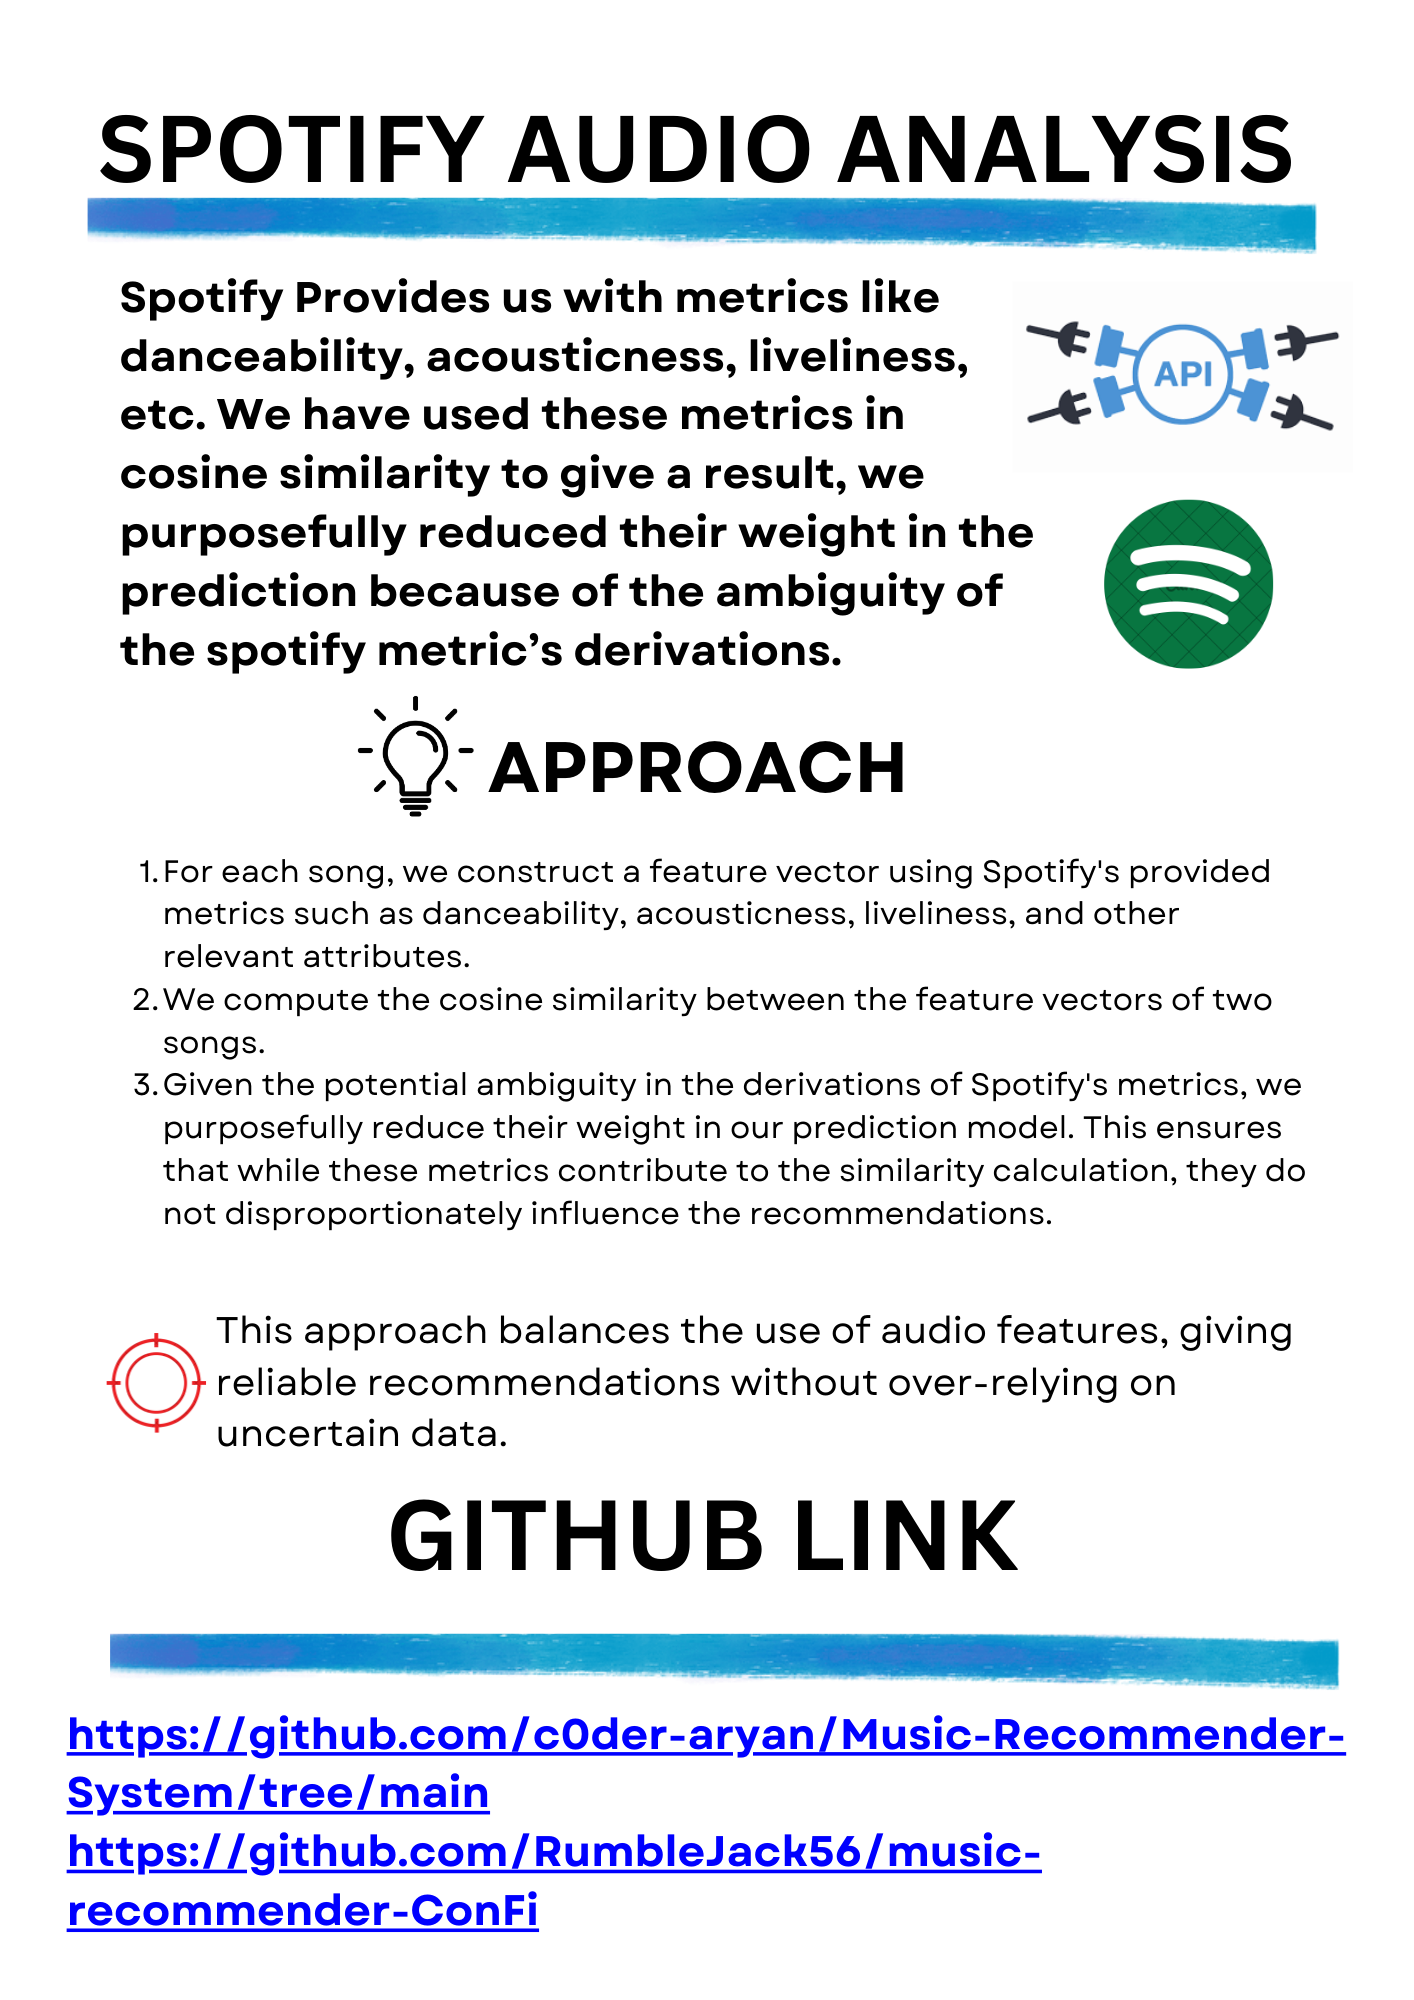 SPOTIFY AUDIO ANALYSIS
Spotify Provides us with metrics like
danceability, acousticness, liveliness,
etc. We have used these metrics in
cosine similarity to give a result, we
purposefully reduced their weight in the
prediction because of the ambiguity of
the spotify metric’s derivations.
API
APPROACH
1. For each song, we construct a feature vector using Spotify's provided
metrics such as danceability, acousticness, liveliness, and other
relevant attributes.
2. We compute the cosine similarity between the feature vectors of two
songs.
3. Given the potential ambiguity in the derivations of Spotify's metrics, we
purposefully reduce their weight in our prediction model. This ensures
that while these metrics contribute to the similarity calculation, they do
not disproportionately influence the recommendations.
This approach balances the use of audio features, giving
reliable recommendations without over-relying on
uncertain data.
GITHUB LINK
https://github.com/c0der-aryan/Music-Recommender-
System/tree/main
https://github.com/RumbleJack56/music-
recommender-ConFi